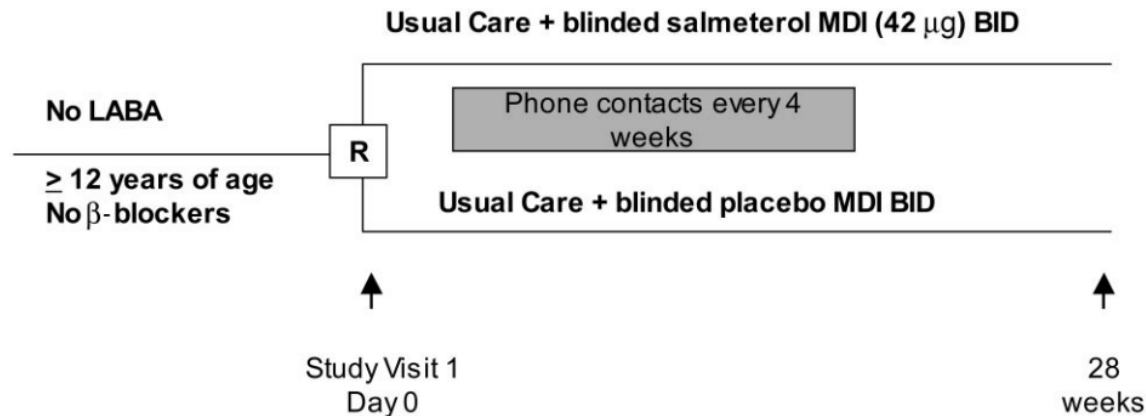 Usual Care + blinded salmeterol MDI (42 μg) BID
No LABA
R
≥ 12 years of age
No β-blockers
Phone contacts every 4
weeks
Usual Care + blinded placebo MDI BID
Study Visit 1
Day 0
28
weeks